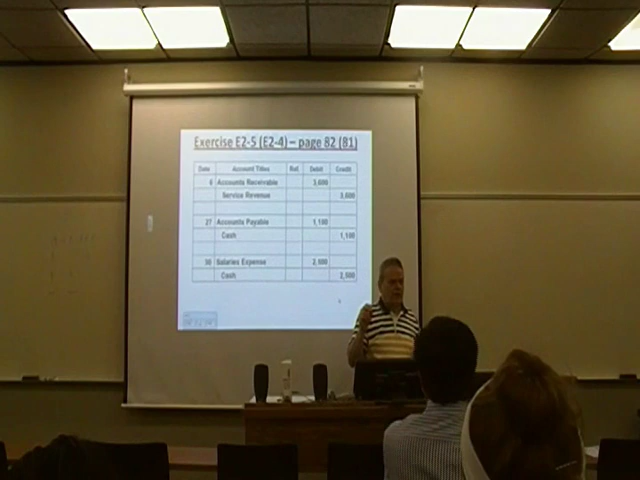 Exercise E2-5 (E2-4) – page 82 (81)
Date Account Titles Ref. Debit Credit
6 Accounts Receivable 3,600
Service Revenue 3,600
27 Accounts Payable 1,100
Cash 1,100
30 Salaries Expense 2,500
Cash 2,500